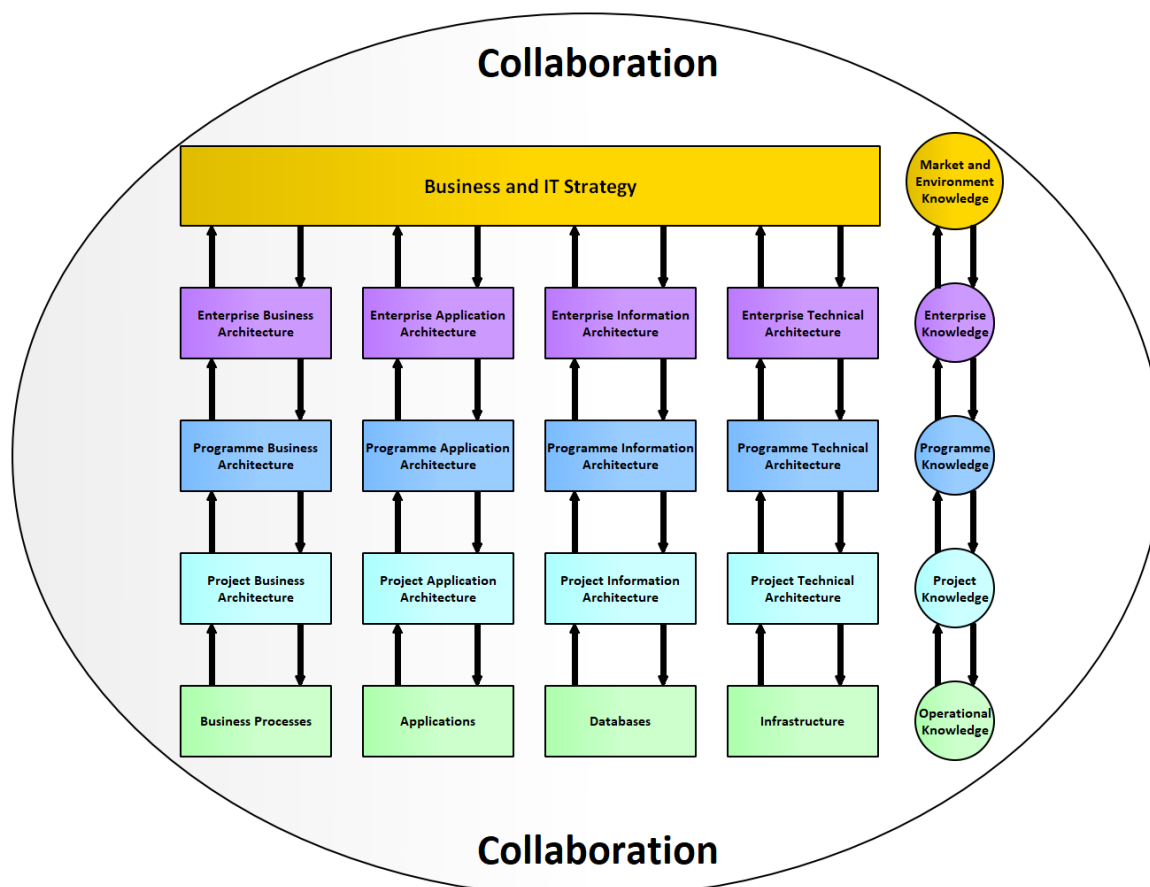 Collaboration
Business and IT Strategy
Market and
Environment
Knowledge
Enterprise Business
Architecture
Enterprise Application
Architecture
Enterprise Information
Architecture
Enterprise Technical
Architecture
Enterprise
Knowledge
Programme Business
Architecture
Programme Application
Architecture
Programme Information
Architecture
Programme Technical
Architecture
Programme
Knowledge
Project Business
Architecture
Project Application
Architecture
Project Information
Architecture
Project Technical
Architecture
Project
Knowledge
Business Processes
Applications
Databases
Infrastructure
Operational
Knowledge
Collaboration